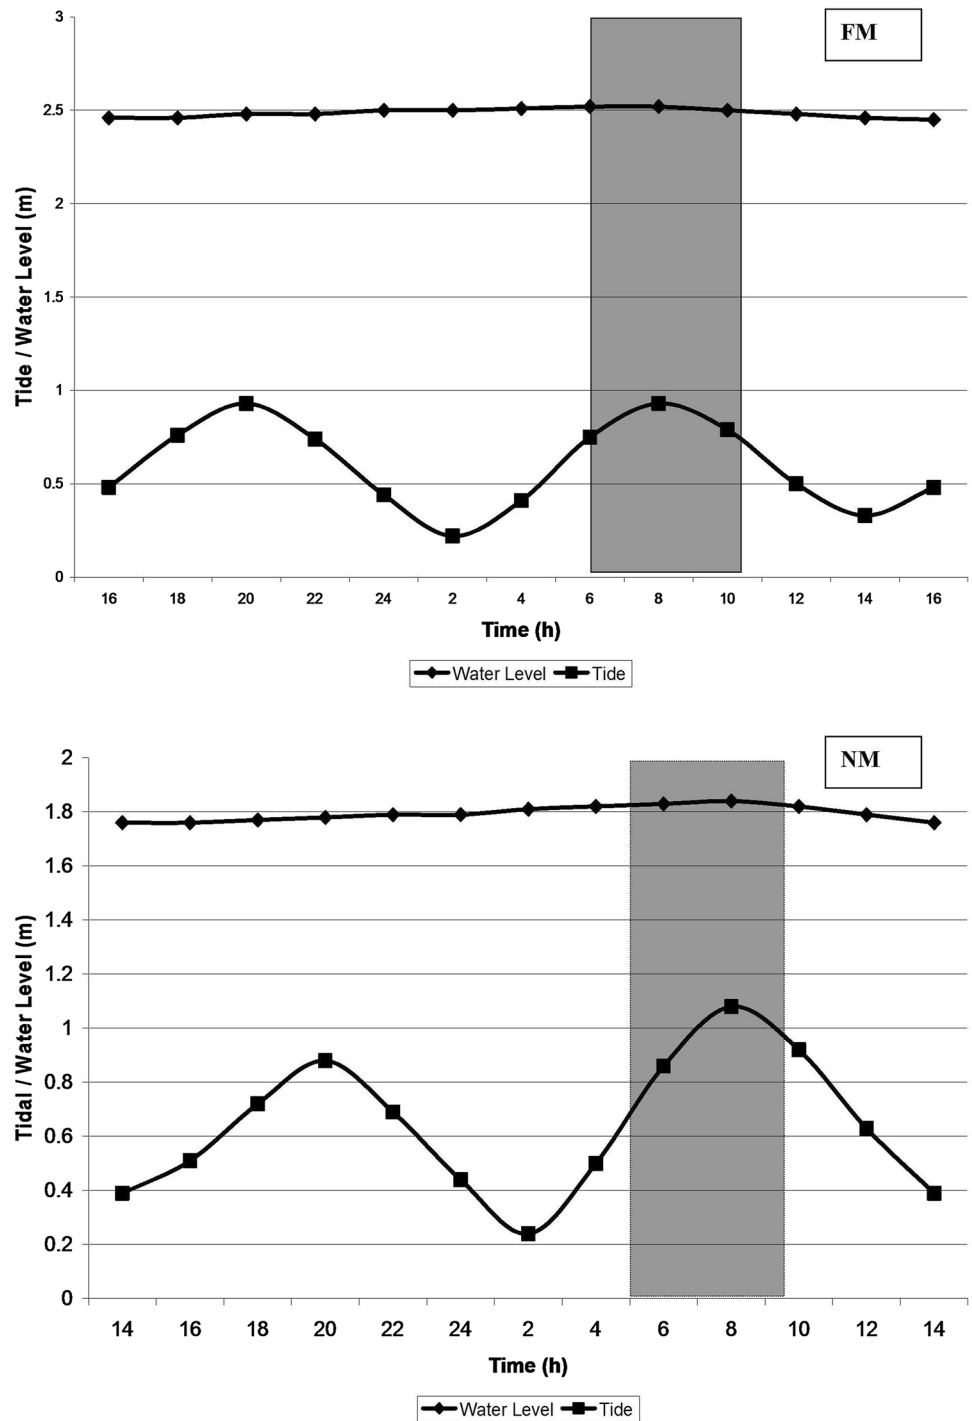 FM
3
2.5
2
1.5
1
0.5
0
Tide / Water Level (m)
16 18 20 22 24 2 4 6 8 10 12 14 16
Time (h)
Water Level Tide
NM
2
1.8
1.6
1.4
1.2
1
0.8
0.6
0.4
0.2
0
Tidal / Water Level (m)
14 16 18 20 22 24 2 4 6 8 10 12 14
Time (h)
Water Level Tide